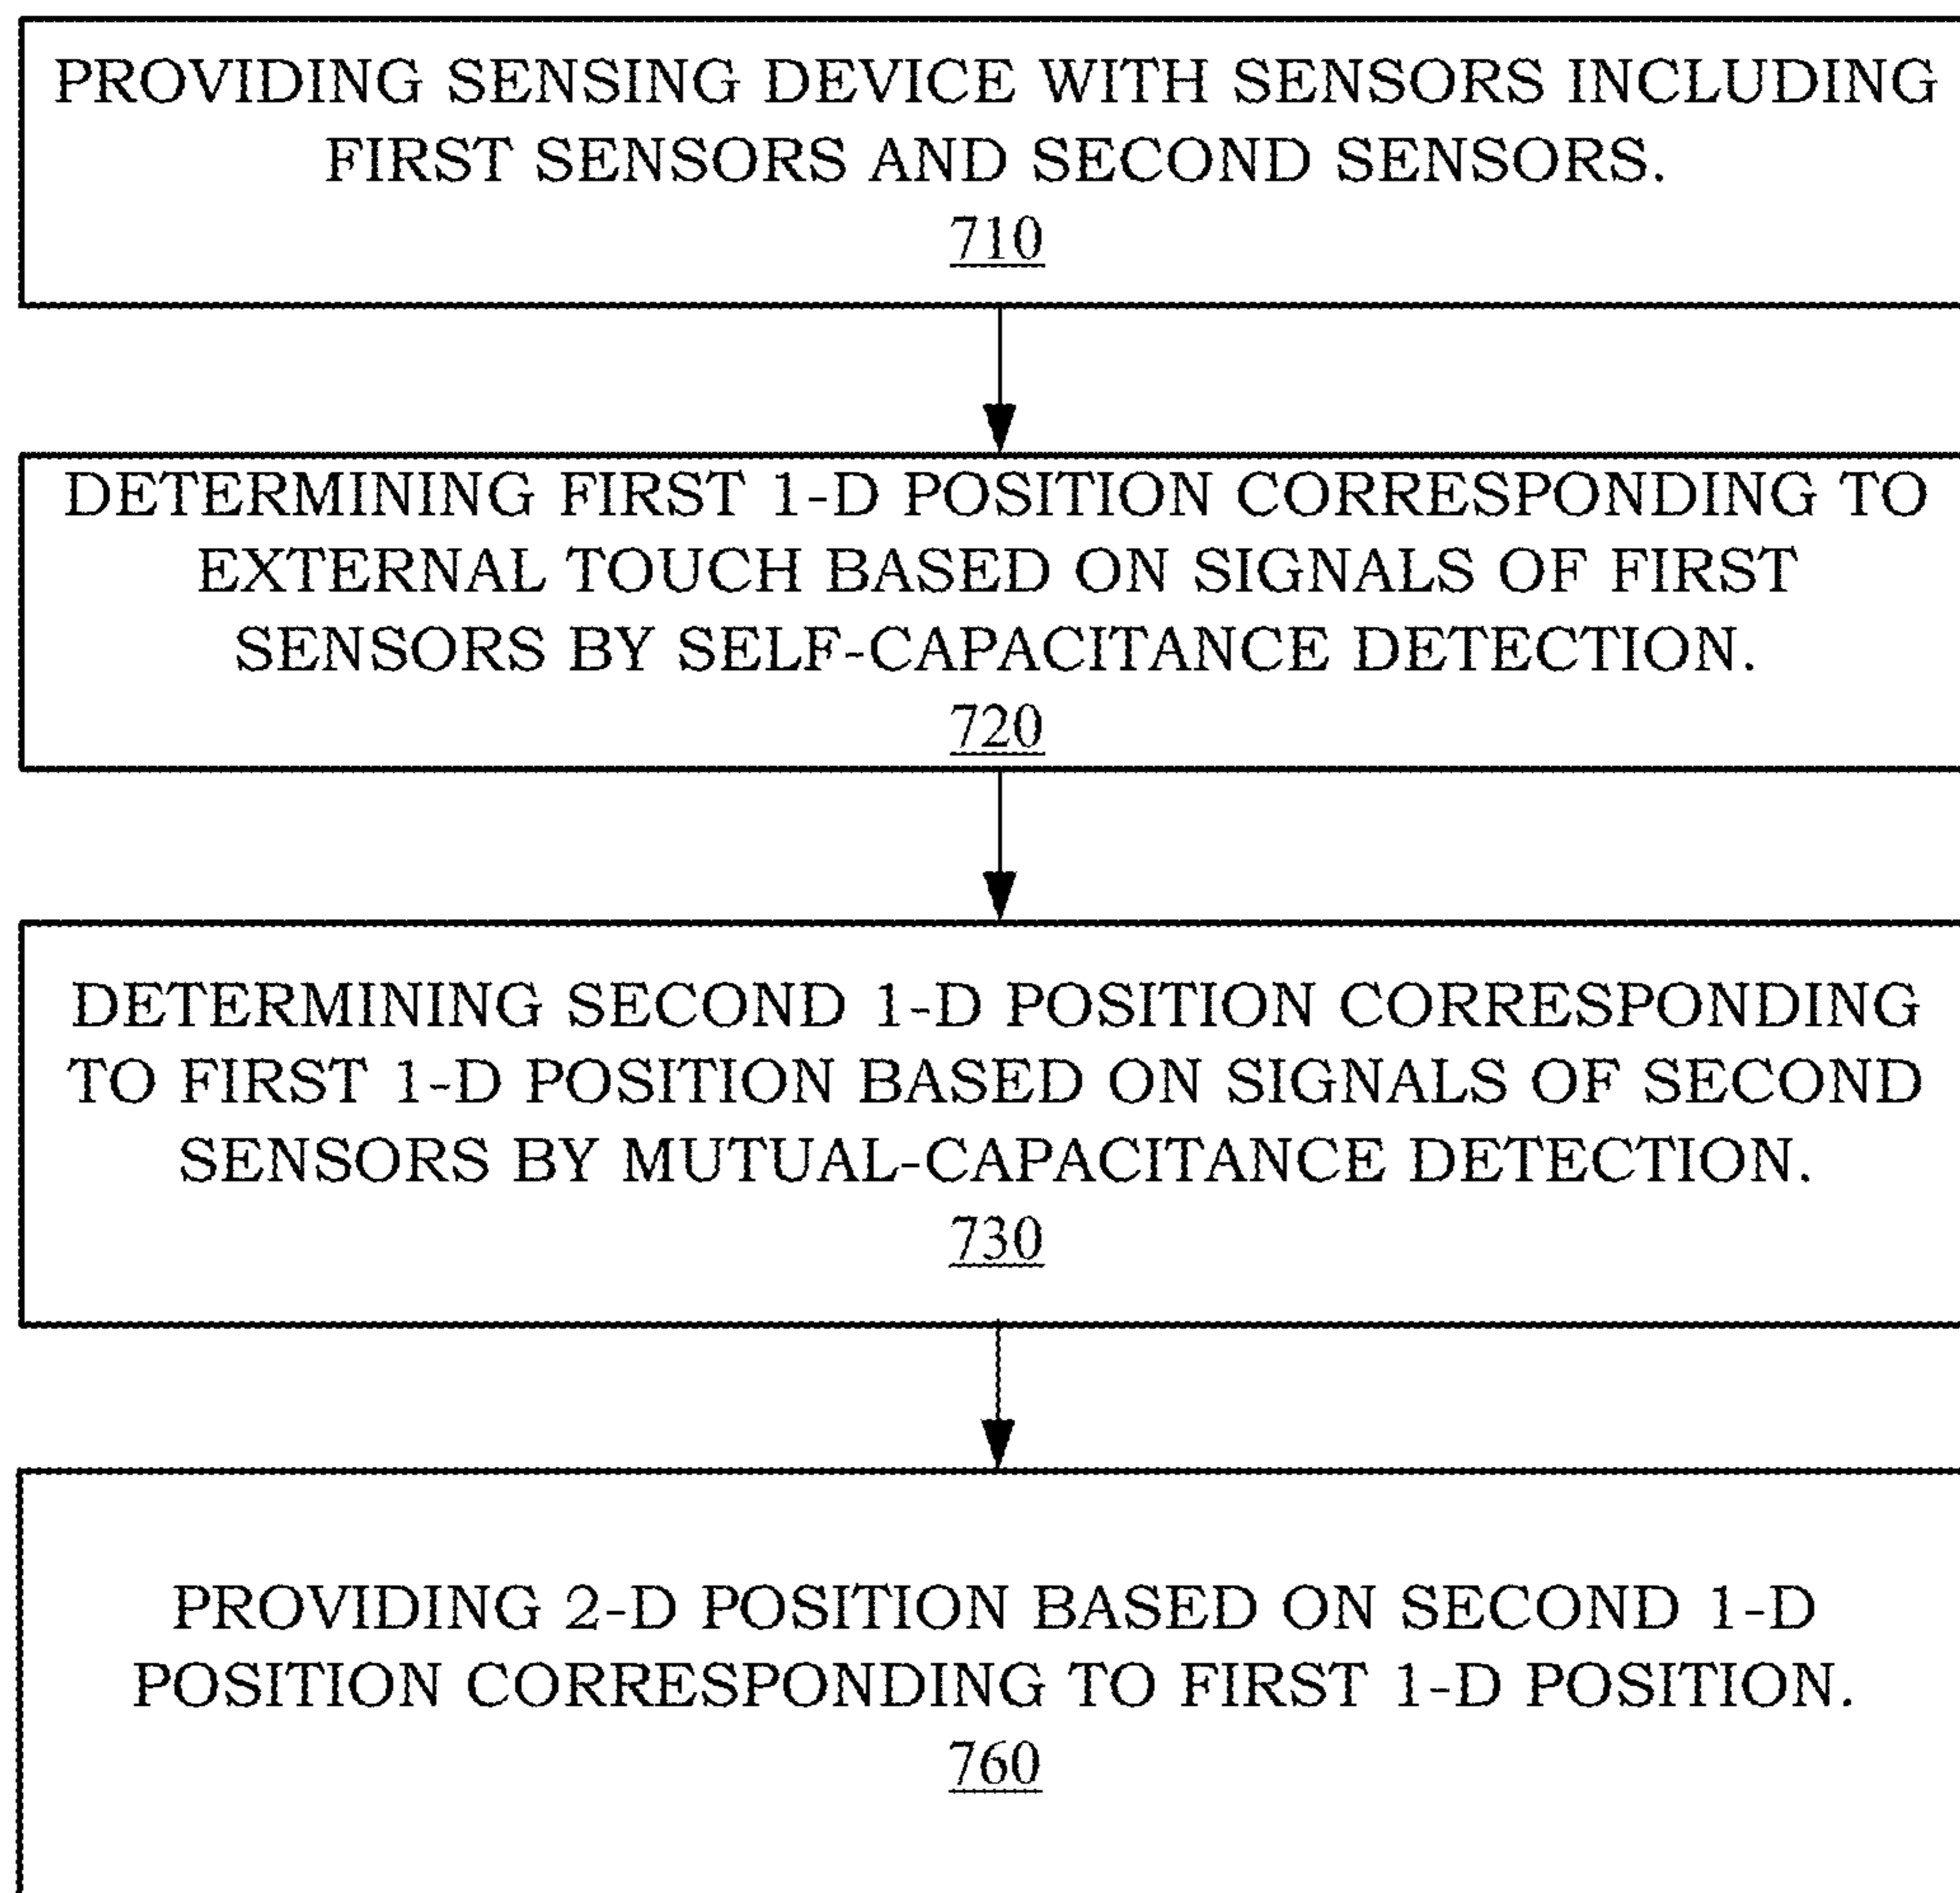 PROVIDING SENSING DEVICE WITH SENSORS INCLUDING
FIRST SENSORS AND SECOND SENSORS.
710
DETERMINING FIRST 1-D POSITION CORRESPONDING TO
EXTERNAL TOUCH BASED ON SIGNALS OF FIRST
SENSORS BY SELF-CAPACITANCE DETECTION.
720
DETERMINING SECOND 1-D POSITION CORRESPONDING
TO FIRST 1-D POSITION BASED ON SIGNALS OF SECOND
SENSORS BY MUTUAL-CAPACITANCE DETECTION.
730
PROVIDING 2-D POSITION BASED ON SECOND 1-D
POSITION CORRESPONDING TO FIRST 1-D POSITION.
760